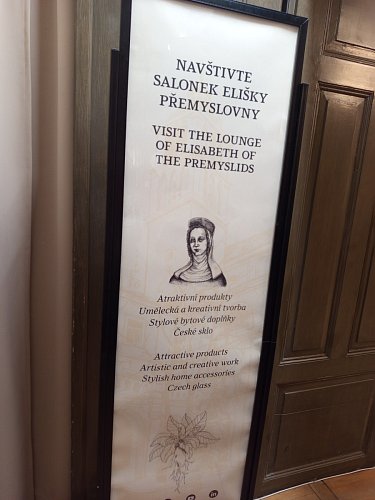 NAVŠTIVTE
SALONEK ELIŠKY
PŘEMYSLOVNY
VISIT THE LOUNGE
OF ELISABETH OF
THE PREMYSLIDS
Atraktivní produkty
Umělecká a kreativní tvorba
Stylové bytové doplňky
České sklo
Attractive products
Artistic and creative work
Stylish home accessories
Czech glass